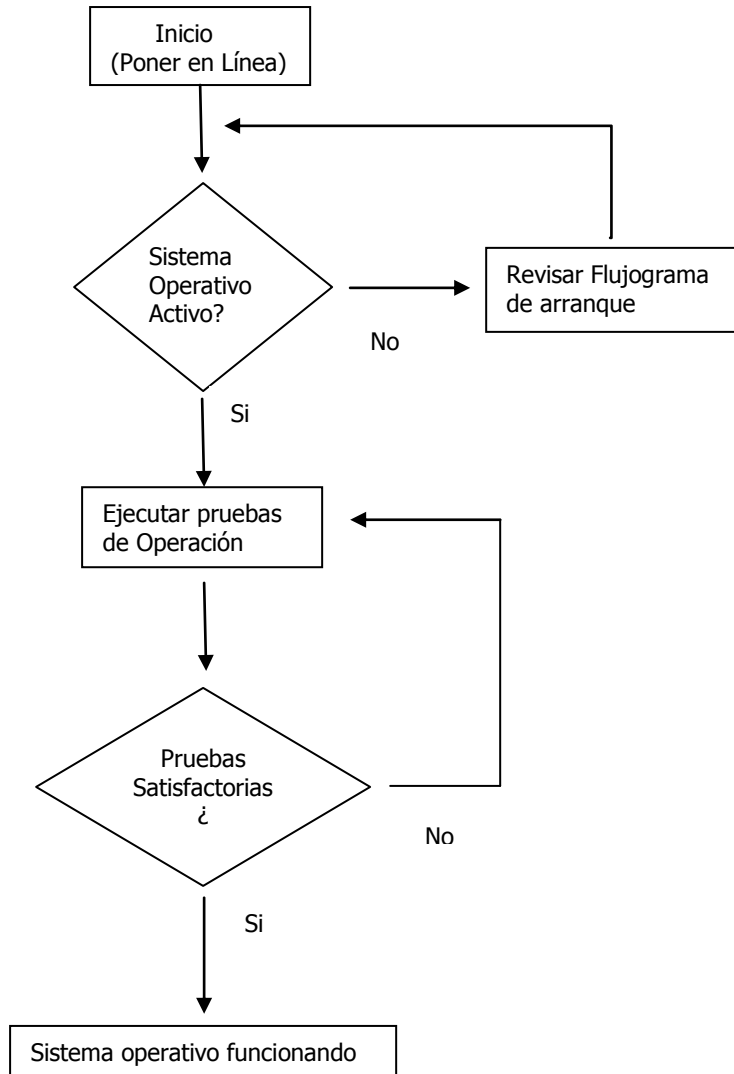 Inicio
(Poner en Línea)
Sistema
Operativo
Activo?
Revisar Flujograma
de arranque
No
Si
Ejecutar pruebas
de Operación
Pruebas
Satisfactorias
¿
No
Si
Sistema operativo funcionando